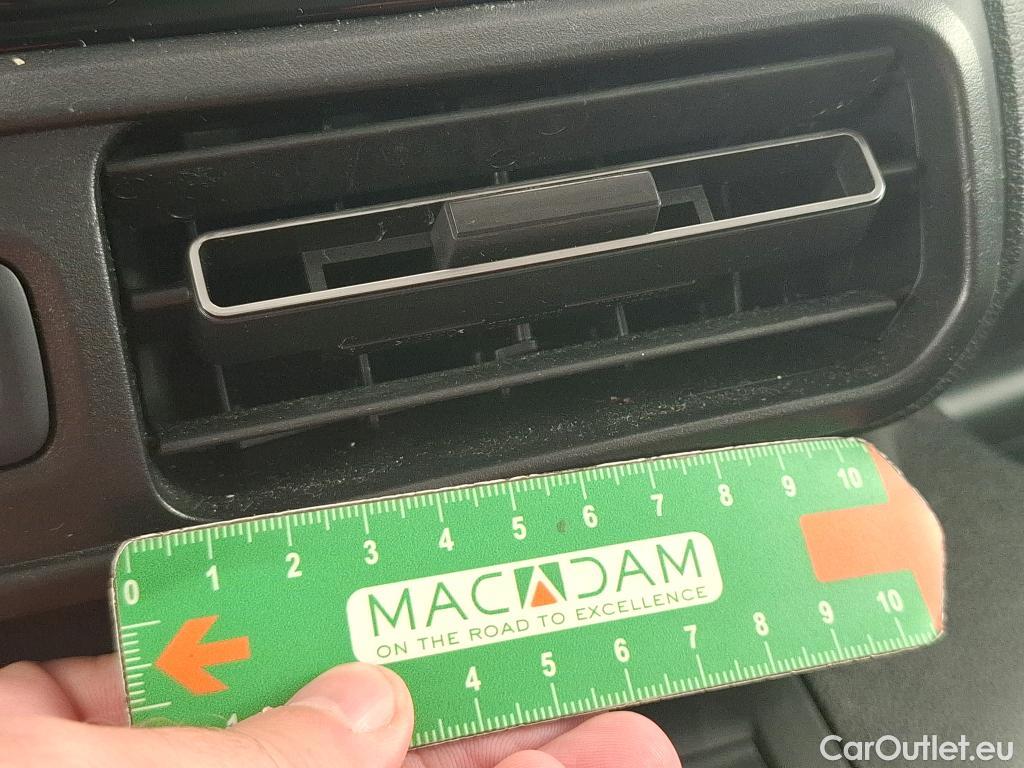 0 1 2 3 4 5 6 7 8 9 10
MACADAM
ON THE ROAD TO EXCELLENCE
4 5 6 7 8 9 10
CarOutlet.eu